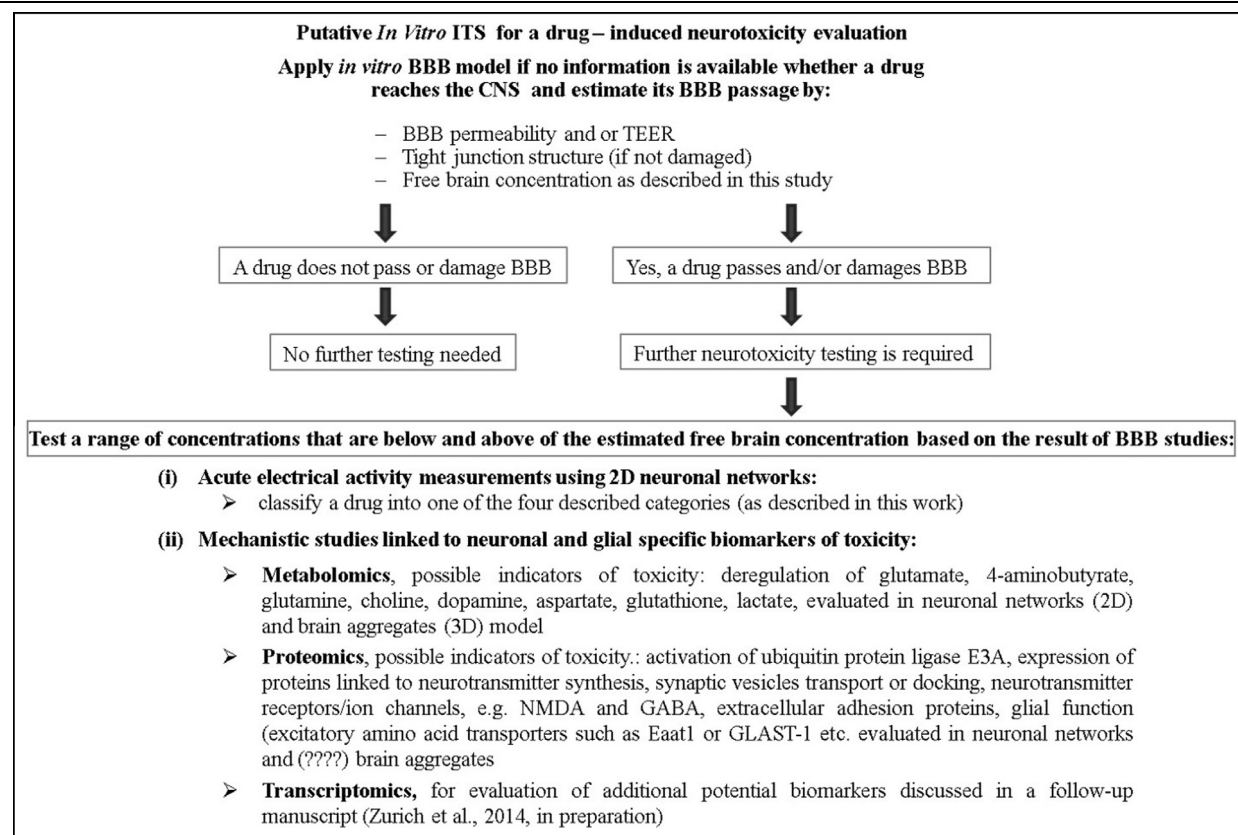 Putative In Vitro ITS for a drug – induced neurotoxicity evaluation
Apply in vitro BBB model if no information is available whether a drug
reaches the CNS and estimate its BBB passage by:
– BBB permeability and or TEER
– Tight junction structure (if not damaged)
– Free brain concentration as described in this study
A drug does not pass or damage BBB
Yes, a drug passes and/or damages BBB
No further testing needed
Further neurotoxicity testing is required
Test a range of concentrations that are below and above of the estimated free brain concentration based on the result of BBB studies:
(i) Acute electrical activity measurements using 2D neuronal networks:
➢ classify a drug into one of the four described categories (as described in this work)
(ii) Mechanistic studies linked to neuronal and glial specific biomarkers of toxicity:
➢ Metabolomics, possible indicators of toxicity: deregulation of glutamate, 4-aminobutyrate,
glutamine, choline, dopamine, aspartate, glutathione, lactate, evaluated in neuronal networks (2D)
and brain aggregates (3D) model
➢ Proteomics, possible indicators of toxicity.: activation of ubiquitin protein ligase E3A, expression of
proteins linked to neurotransmitter synthesis, synaptic vesicles transport or docking, neurotransmitter
receptors/ion channels, e.g. NMDA and GABA, extracellular adhesion proteins, glial function
(excitatory amino acid transporters such as Eaat1 or GLAST-1 etc. evaluated in neuronal networks
and (????) brain aggregates
➢ Transcriptomics, for evaluation of additional potential biomarkers discussed in a follow-up
manuscript (Zurich et al., 2014, in preparation)